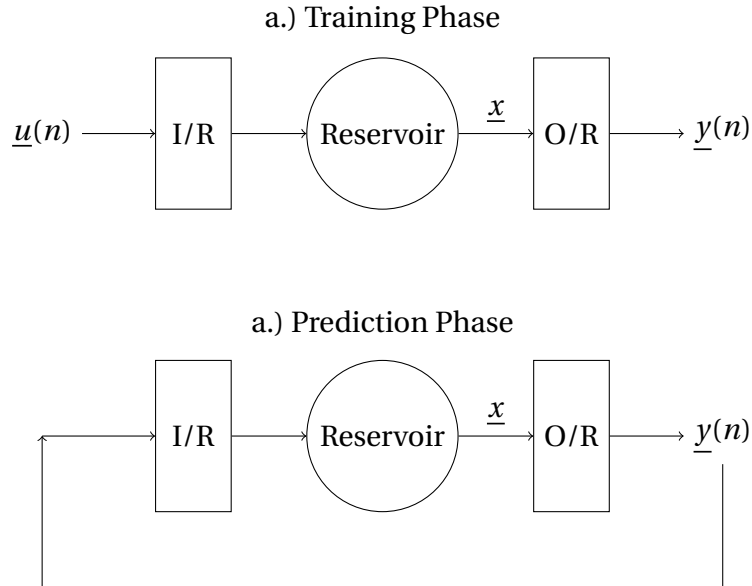 a.) Training Phase
u(n) I/R Reservoir x O/R y(n)
a.) Prediction Phase
I/R Reservoir x O/R y(n)